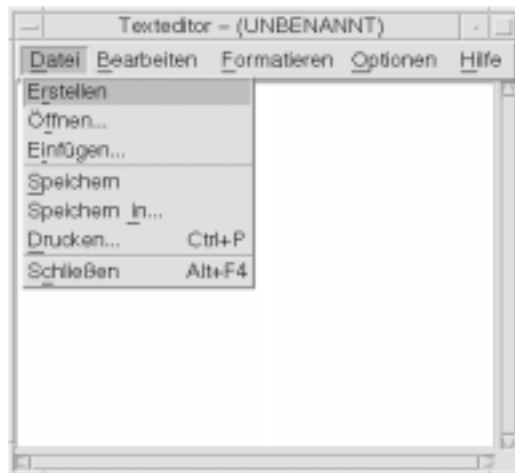 Texteditor – (UNBENANNT)
Datei Bearbeiten Formatieren Optionen Hilfe
Erstellen
Öffnen...
Einfügen...
Speichern
Speichern in...
Drucken... Ctrl+P
Schließen Alt+F4